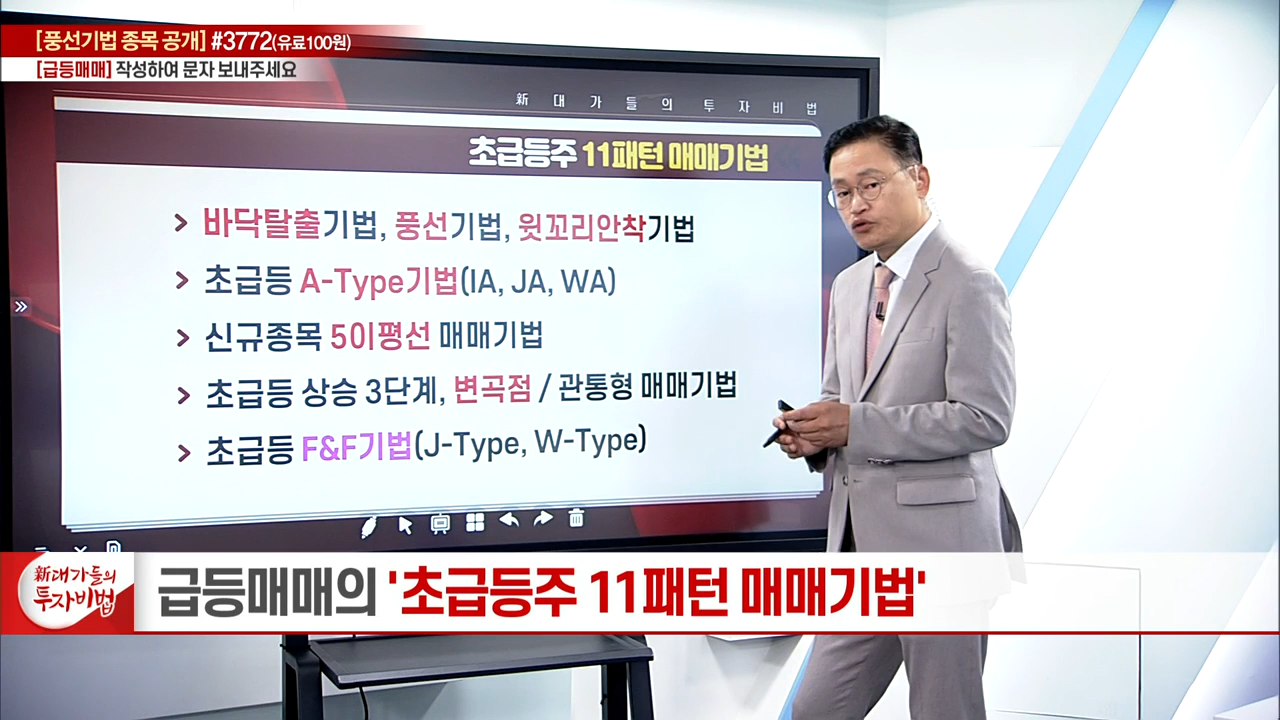 [풍선기법 종목 공개] #3772(유료100원)
[급등매매] 작성하여 문자 보내주세요
新 대 가 들 의 투 자 비 법
초급등주 11패턴 매매기법
바닥탈출기법, 풍선기법, 윗꼬리안착기법
초급등 A-Type기법(IA, JA, WA)
신규종목 5이평선 매매기법
초급등 상승 3단계, 변곡점 / 관통형 매매기법
초급등 F&F기법(J-Type, W-Type)
新대가들의
투자비법
급등매매의 '초급등주 11패턴 매매기법'